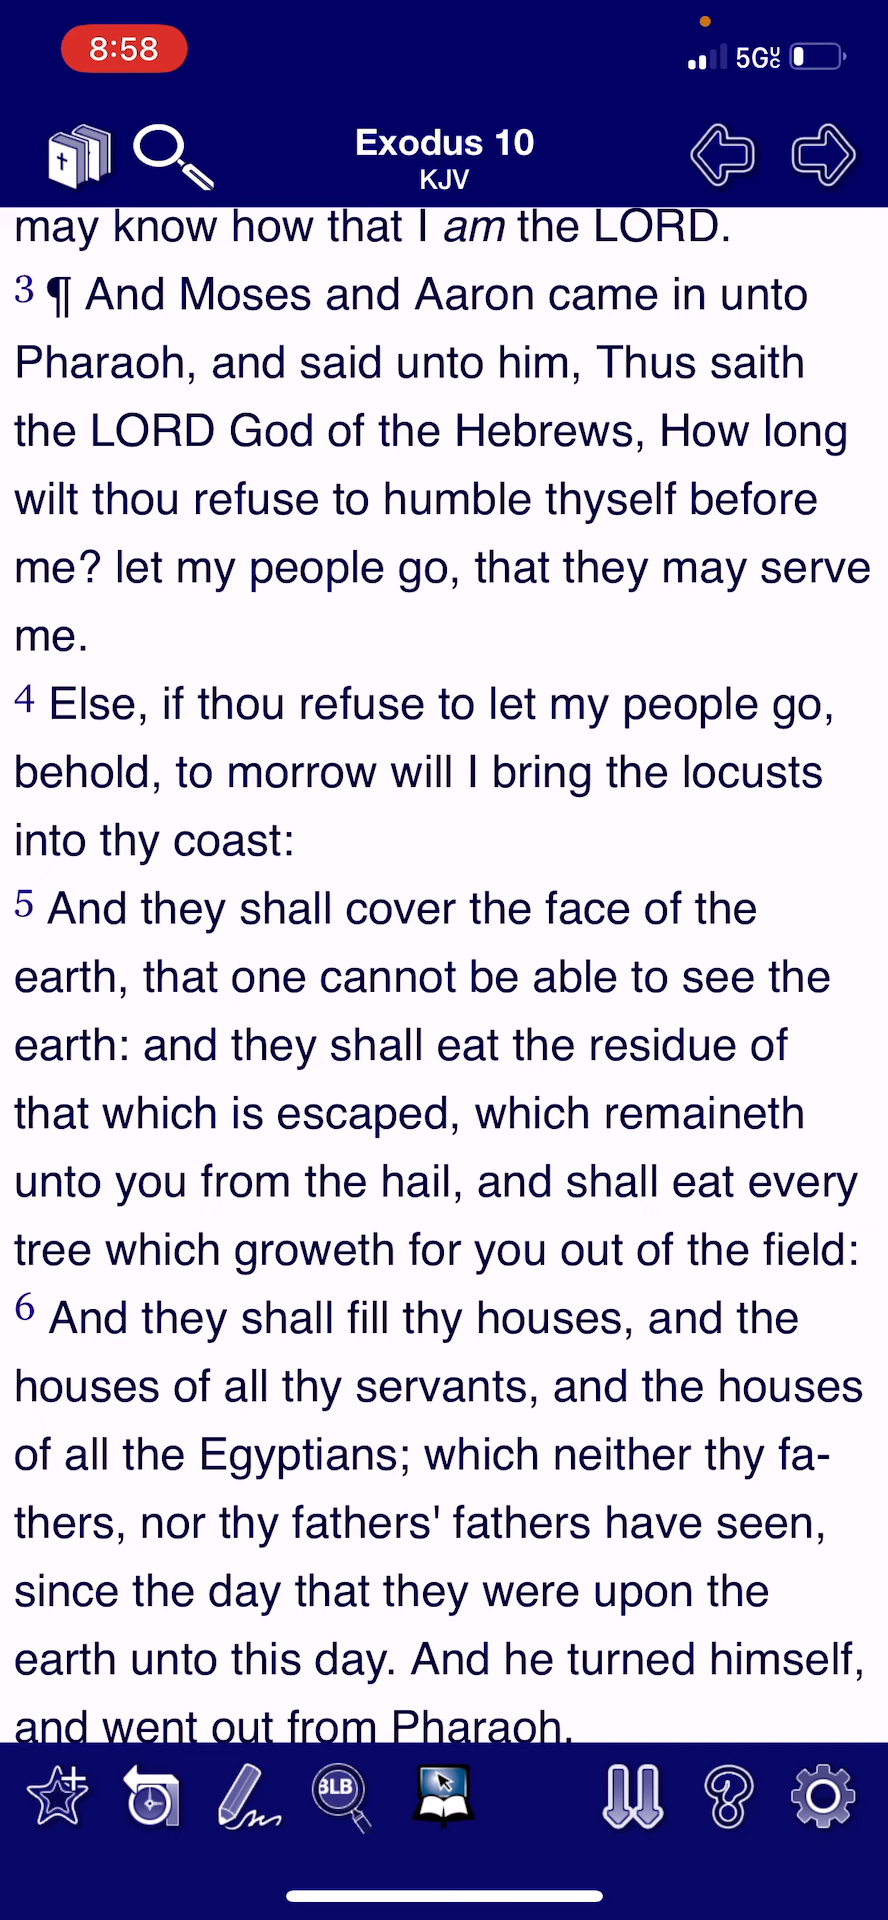 8:58
5G UC
Exodus 10
KJV
may know how that I am the LORD.
3 ¶ And Moses and Aaron came in unto
Pharaoh, and said unto him, Thus saith
the LORD God of the Hebrews, How long
wilt thou refuse to humble thyself before
me? let my people go, that they may serve
me.
4 Else, if thou refuse to let my people go,
behold, to morrow will I bring the locusts
into thy coast:
5 And they shall cover the face of the
earth, that one cannot be able to see the
earth: and they shall eat the residue of
that which is escaped, which remaineth
unto you from the hail, and shall eat every
tree which groweth for you out of the field:
6 And they shall fill thy houses, and the
houses of all thy servants, and the houses
of all the Egyptians; which neither thy fa-
thers, nor thy fathers' fathers have seen,
since the day that they were upon the
earth unto this day. And he turned himself,
and went out from Pharaoh.
BLB